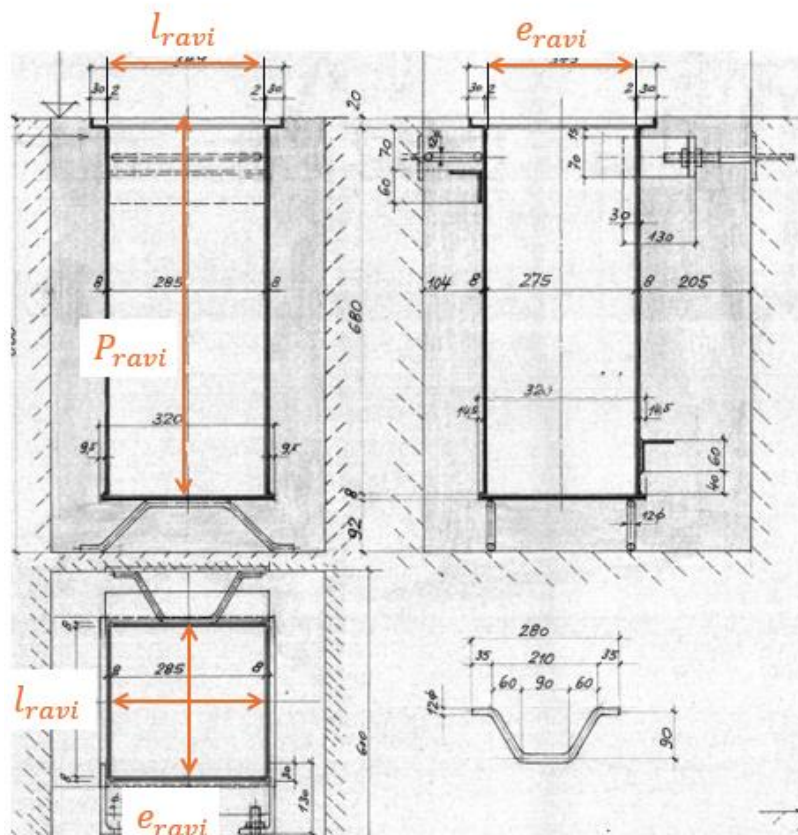 l_ravi e_ravi
30 2 2 30 30 2 2 30
20
70 12φ 15 70
60 30
130
8 285 8 104 8 275 8 205
P_ravi 680
320 320
9,5 9,5 14,5 14,5
60
8 40
92 12φ
280
8 285 8 35 210 35
60 90 60
l_ravi 12φ
90
8 30 130
e_ravi